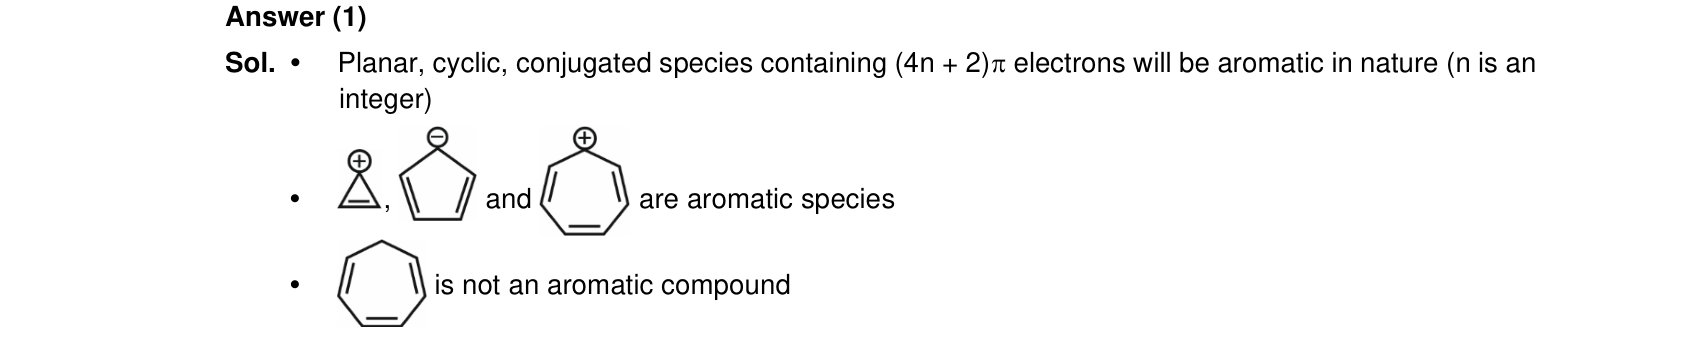 Answer (1)
Sol. • Planar, cyclic, conjugated species containing (4n + 2)π electrons will be aromatic in nature (n is an
integer)
• ⊕ , ⊖ and ⊕ are aromatic species
• is not an aromatic compound